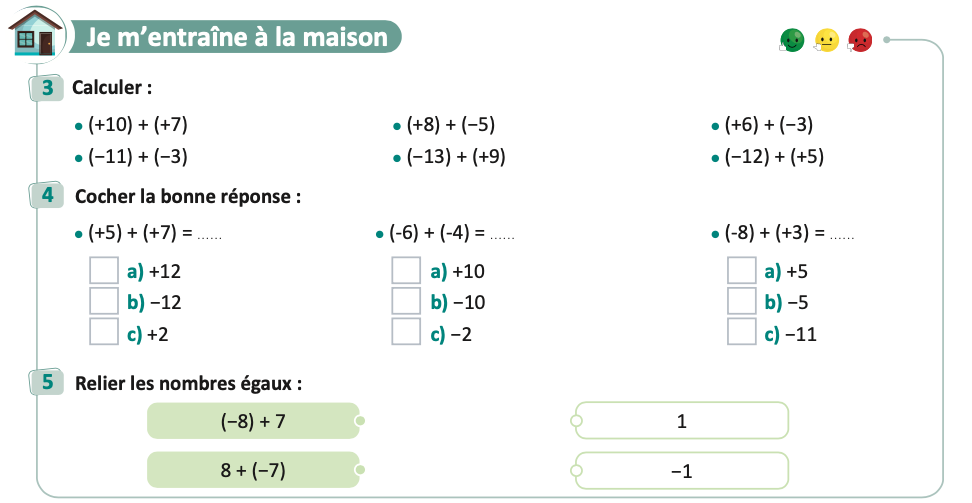 Je m'entraîne à la maison
3 Calculer :
• (+10) + (+7) • (+8) + (−5) • (+6) + (−3)
• (−11) + (−3) • (−13) + (+9) • (−12) + (+5)
4 Cocher la bonne réponse :
• (+5) + (+7) = ...... • (-6) + (-4) = ...... • (-8) + (+3) = ......
a) +12 a) +10 a) +5
b) −12 b) −10 b) −5
c) +2 c) −2 c) −11
5 Relier les nombres égaux :
(−8) + 7 1
8 + (−7) −1